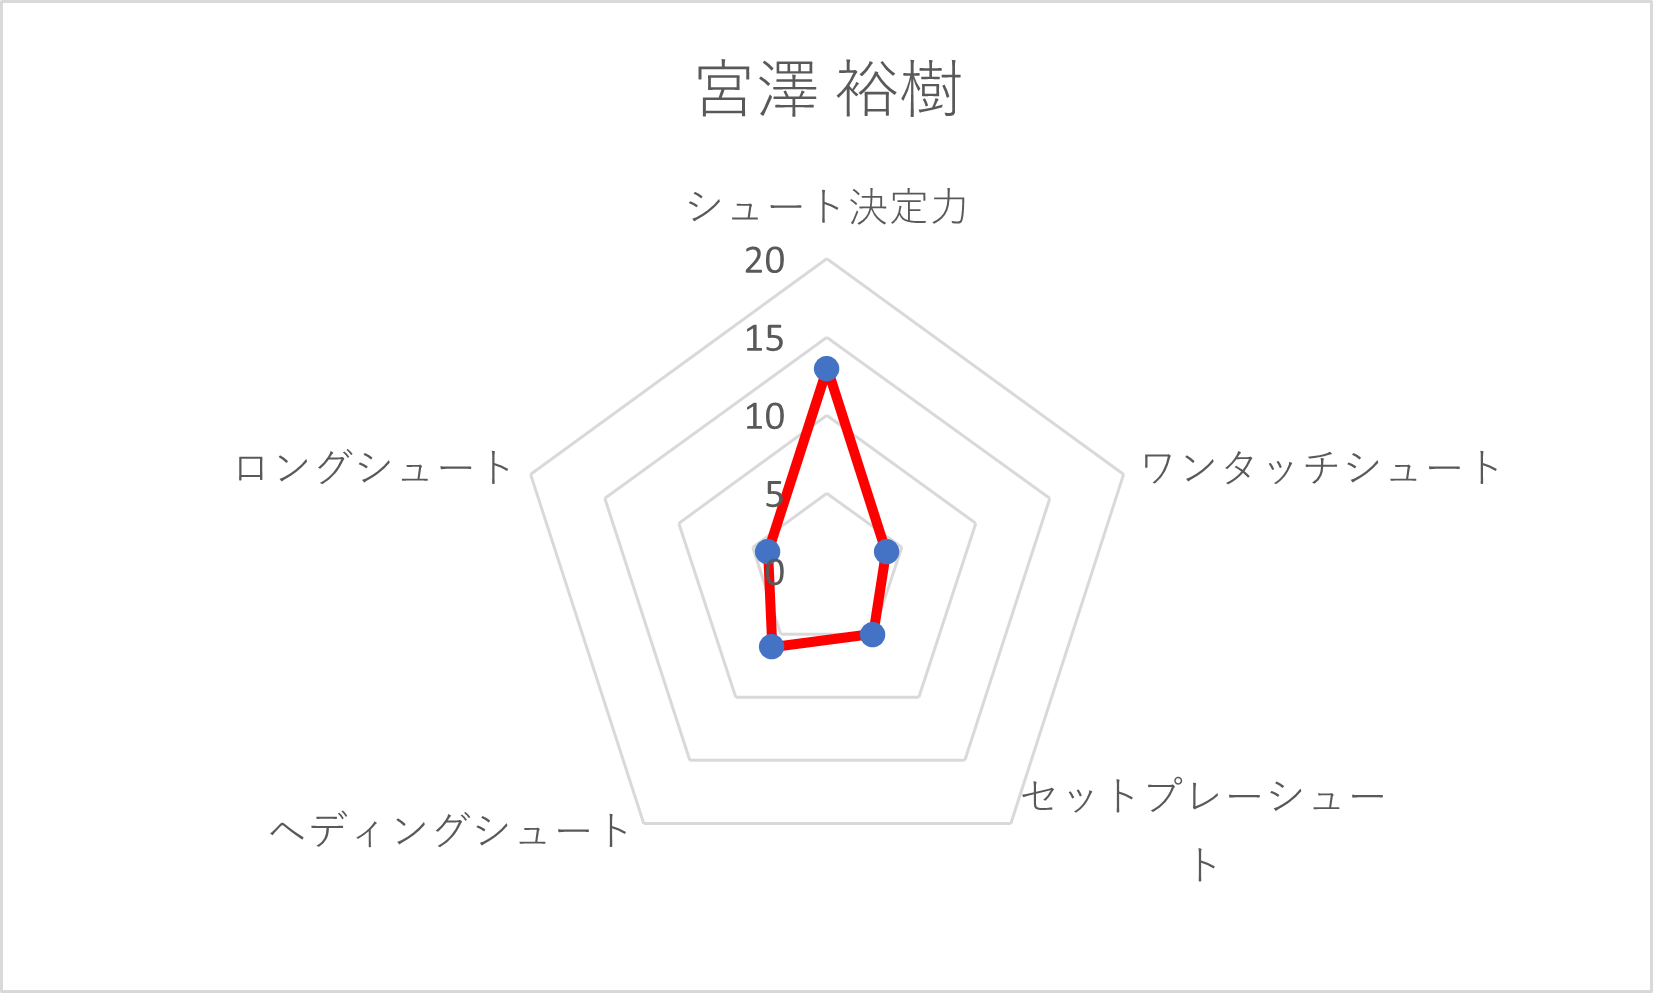 宮澤 裕樹
シュート決定力
20
15
10
5
0
ワンタッチシュート
セットプレーシュー
ト
ヘディングシュート
ロングシュート